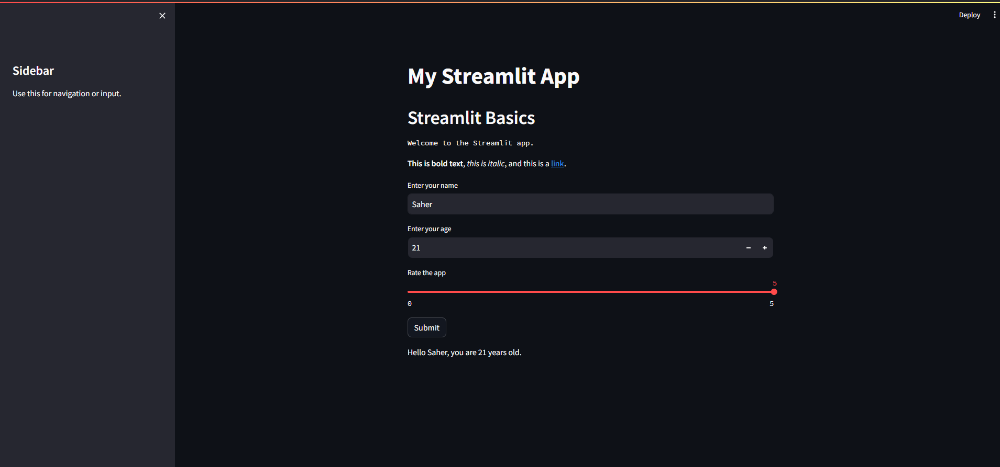 Deploy
Sidebar
Use this for navigation or input.
My Streamlit App
Streamlit Basics
Welcome to the Streamlit app.
This is bold text, this is italic, and this is a link.
Enter your name
Saher
Enter your age
21
Rate the app
5
0 5
Submit
Hello Saher, you are 21 years old.